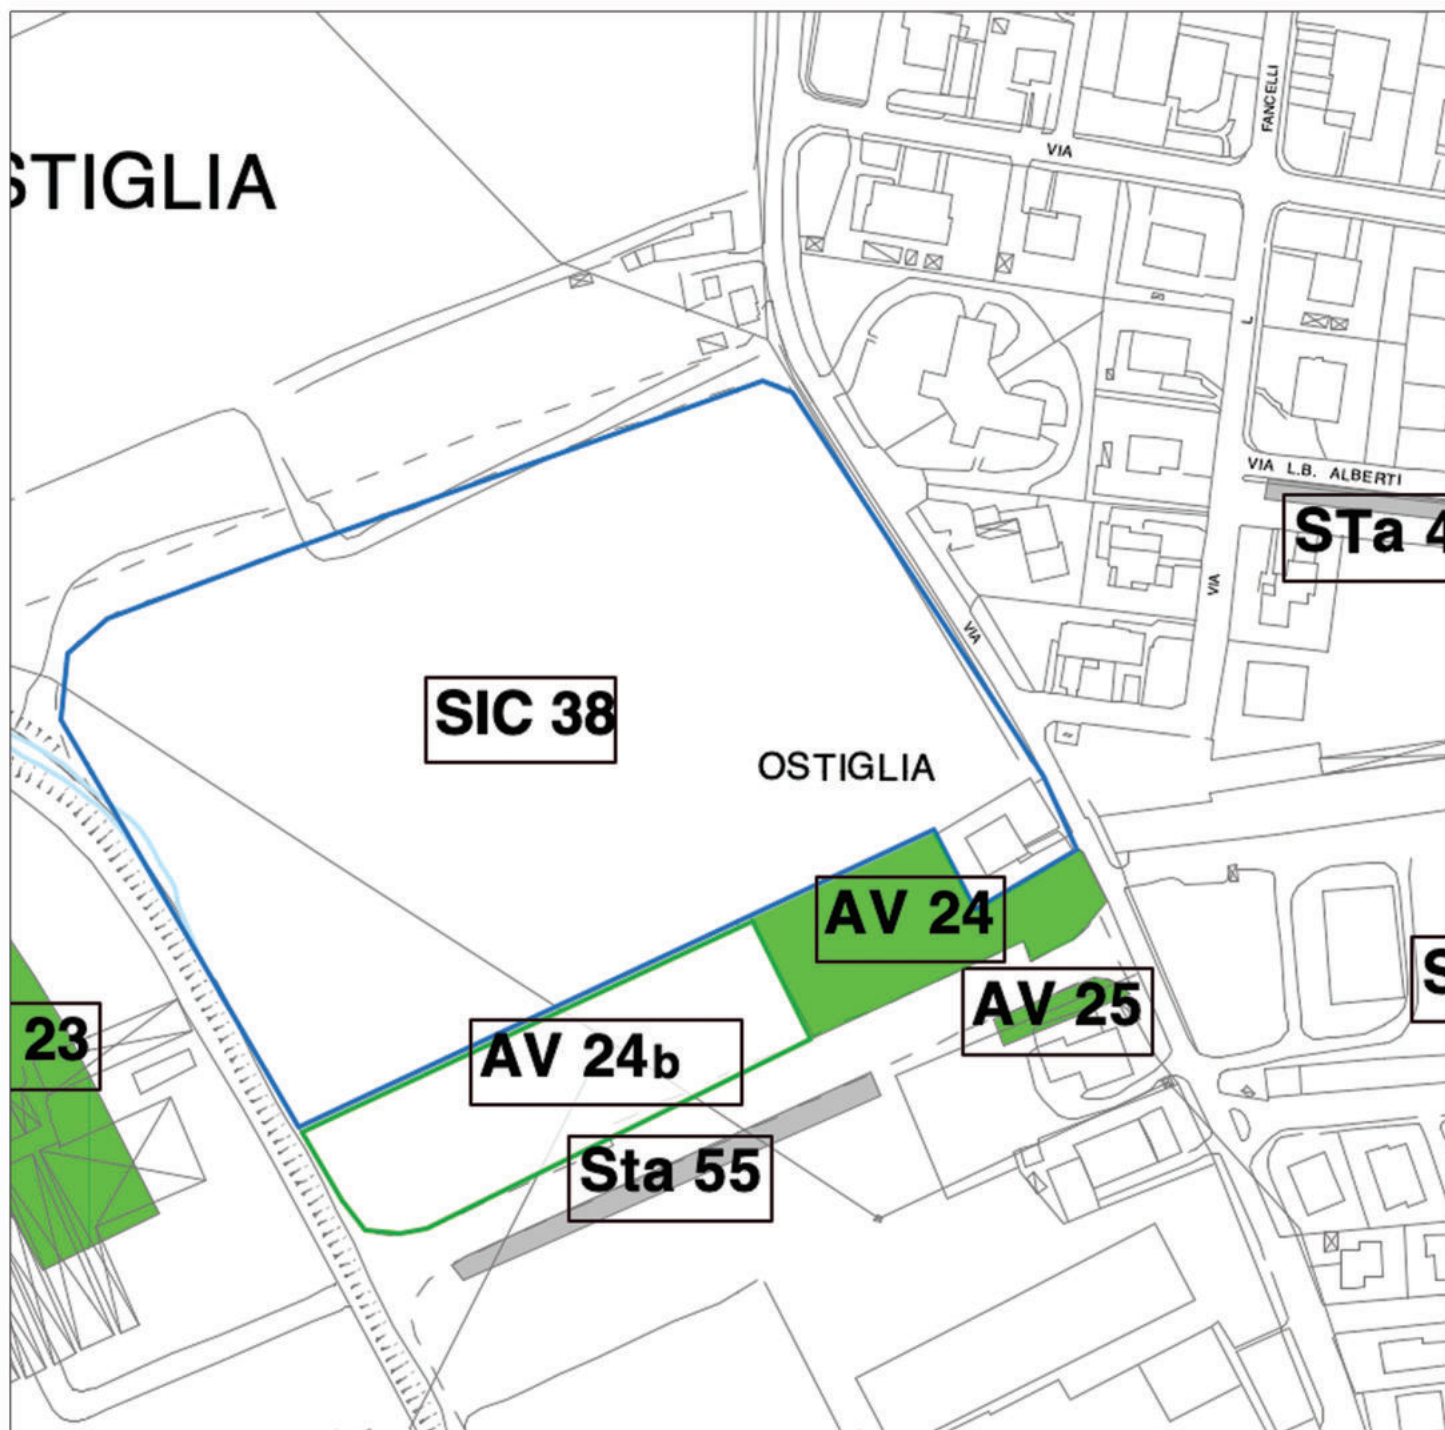 FANCELLI
VIA
STIGLIA
L
VIA L.B. ALBERTI
STa 4
VIA
VIA
SIC 38
OSTIGLIA
AV 24
S
AV 25
23
AV 24b
Sta 55